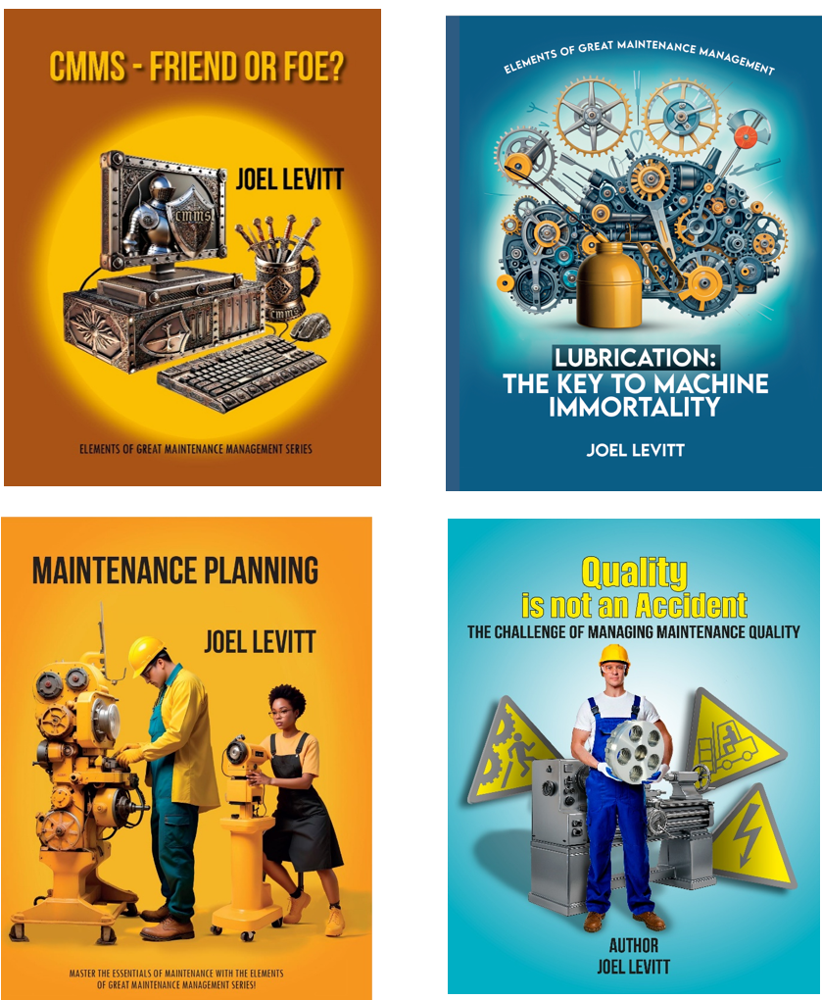 CMMS - FRIEND OR FOE?
JOEL LEVITT
cmms
cmms
ELEMENTS OF GREAT MAINTENANCE MANAGEMENT SERIES
ELEMENTS OF GREAT MAINTENANCE MANAGEMENT
LUBRICATION:
THE KEY TO MACHINE
IMMORTALITY
JOEL LEVITT
MAINTENANCE PLANNING
JOEL LEVITT
MASTER THE ESSENTIALS OF MAINTENANCE WITH THE ELEMENTS
OF GREAT MAINTENANCE MANAGEMENT SERIES!
Quality
is not an Accident
THE CHALLENGE OF MANAGING MAINTENANCE QUALITY
AUTHOR
JOEL LEVITT